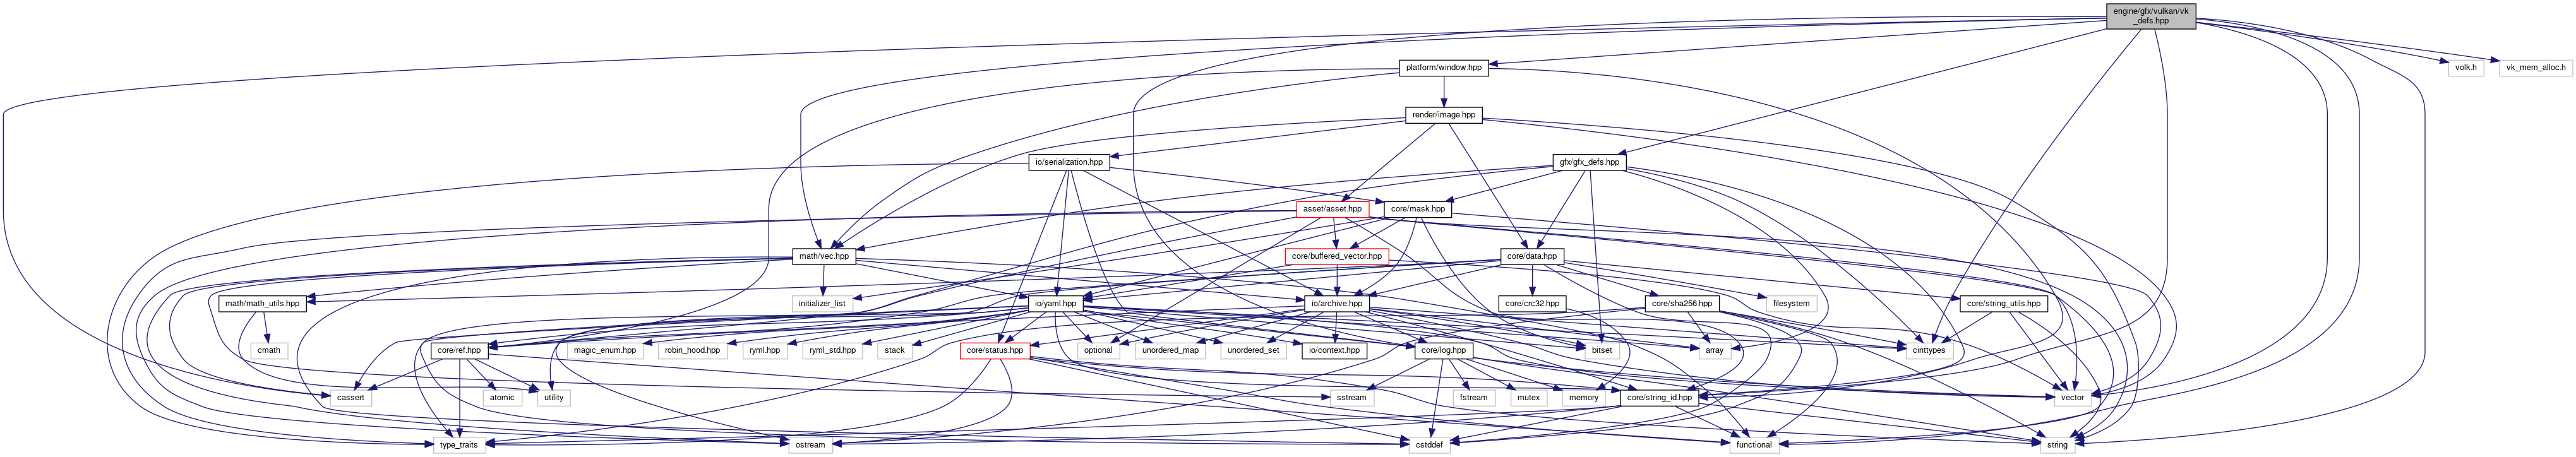 engine/gfx/vulkan/vk
_defs.hpp
platform/window.hpp
volk.h
vk_mem_alloc.h
render/image.hpp
io/serialization.hpp
gfx/gfx_defs.hpp
asset/asset.hpp
core/mask.hpp
math/vec.hpp
core/buffered_vector.hpp
core/data.hpp
math/math_utils.hpp
initializer_list
io/yaml.hpp
io/archive.hpp
core/crc32.hpp
core/sha256.hpp
filesystem
core/string_utils.hpp
cmath
core/ref.hpp
magic_enum.hpp
robin_hood.hpp
ryml.hpp
ryml_std.hpp
stack
core/status.hpp
optional
unordered_map
unordered_set
io/context.hpp
core/log.hpp
bitset
array
cinttypes
cassert
atomic
utility
sstream
fstream
mutex
memory
core/string_id.hpp
vector
type_traits
ostream
cstddef
functional
string